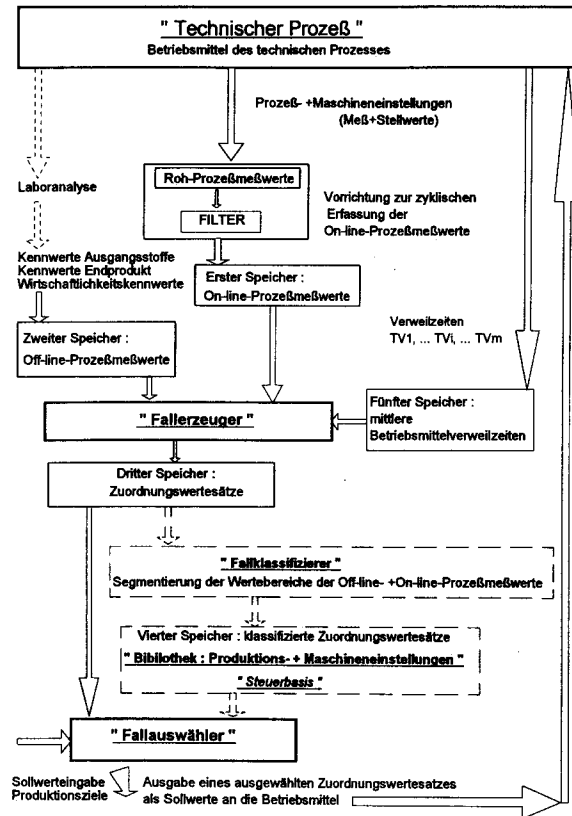 " Technischer Prozeß "
Betriebsmittel des technischen Prozesses
Prozeß- +Maschineneinstellungen
(Meß+Stellwerte)
Laboranalyse
Roh-Prozeßmeßwerte
FILTER
Vorrichtung zur zyklischen
Erfassung der
On-line-Prozeßmeßwerte
Kennwerte Ausgangsstoffe
Kennwerte Endprodukt
Wirtschaftlichkeitskennwerte
Erster Speicher :
On-line-Prozeßmeßwerte
Zweiter Speicher :
Off-line-Prozeßmeßwerte
Verweilzeiten
TV1, ... TVi, ... TVm
" Fallerzeuger "
Fünfter Speicher :
mittlere
Betriebsmittelverweilzeiten
Dritter Speicher :
Zuordnungswertesätze
" Fallklassifizierer "
Segmentierung der Wertebereiche der Off-line- +On-line-Prozeßmeßwerte
Vierter Speicher : klassifizierte Zuordnungswertesätze
" Bibilothek : Produktions- + Maschineneinstellungen "
" Steuerbasis "
" Fallauswähler "
Sollwerteingabe
Produktionsziele
Ausgabe eines ausgewählten Zuordnungswertesatzes
als Sollwerte an die Betriebsmittel